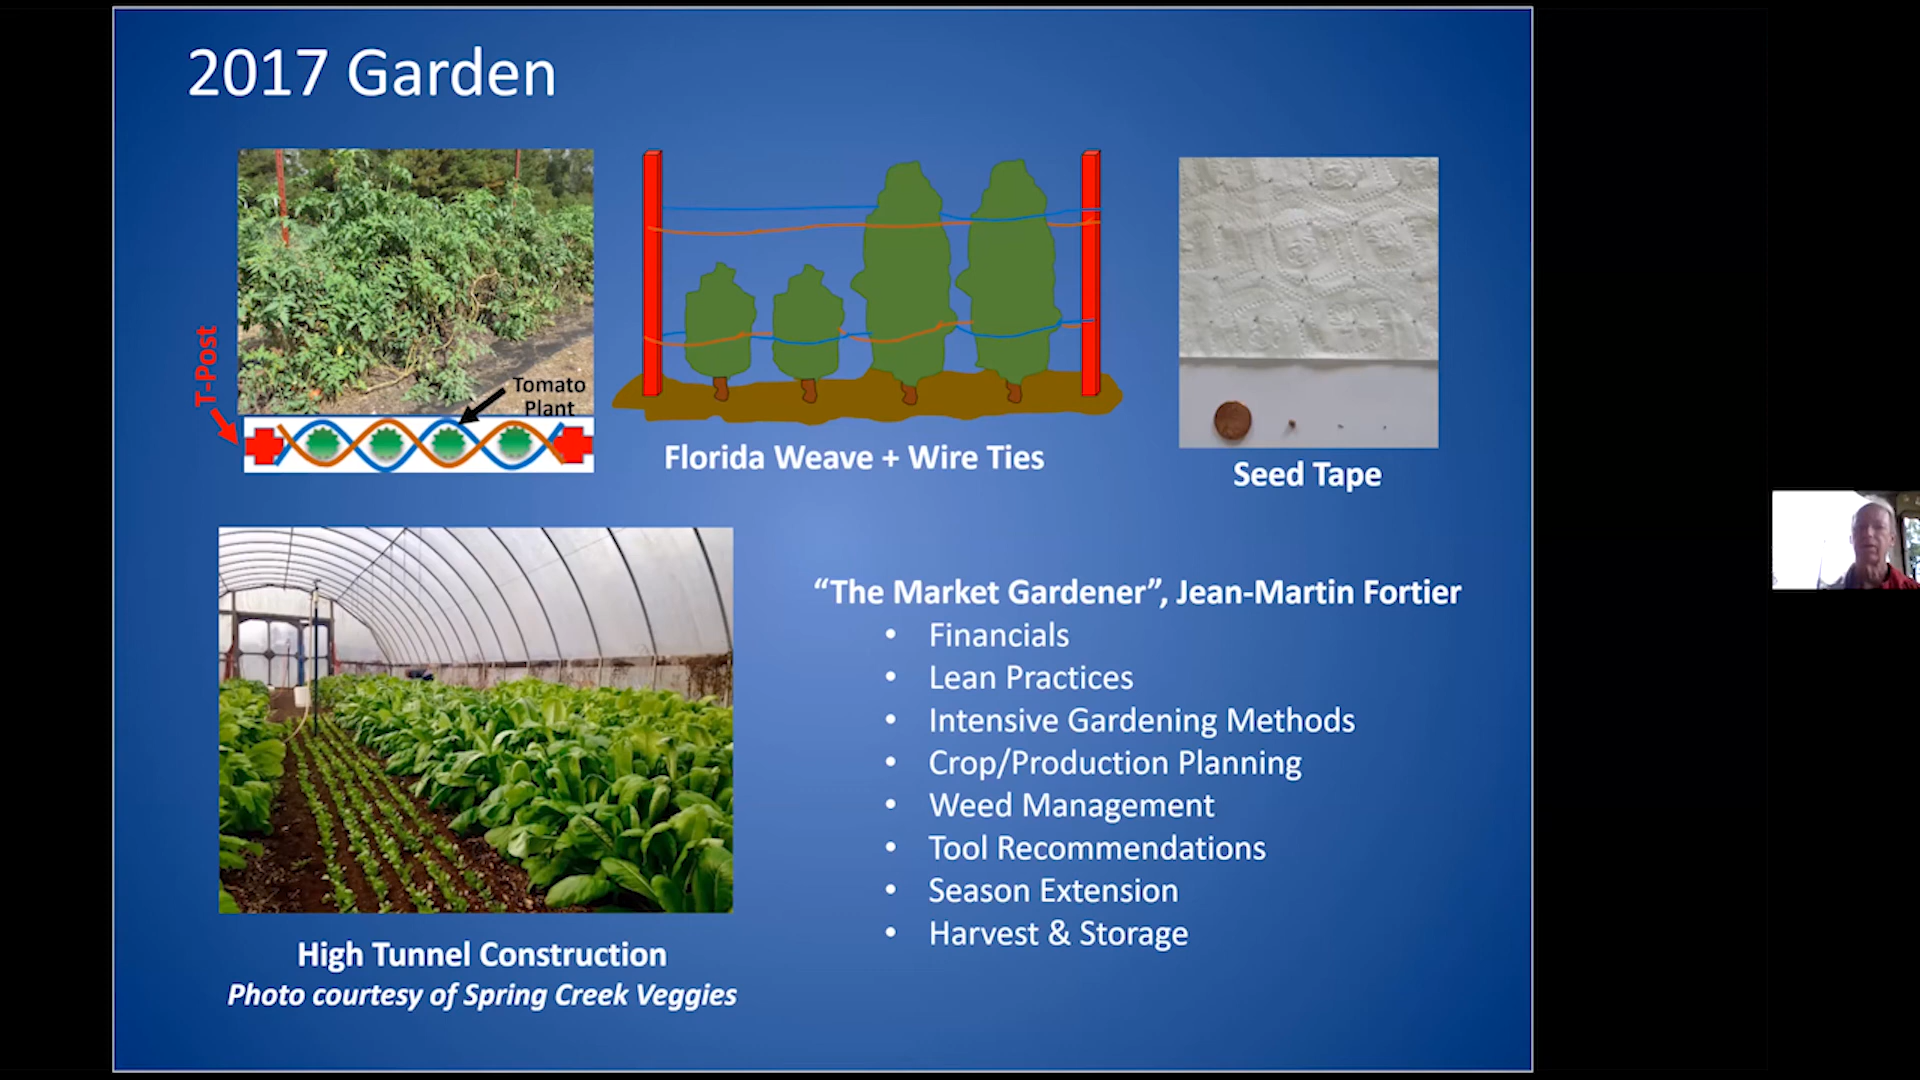 2017 Garden
T-Post
Tomato
Plant
Florida Weave + Wire Ties
Seed Tape
High Tunnel Construction
Photo courtesy of Spring Creek Veggies
“The Market Gardener”, Jean-Martin Fortier
• Financials
• Lean Practices
• Intensive Gardening Methods
• Crop/Production Planning
• Weed Management
• Tool Recommendations
• Season Extension
• Harvest & Storage